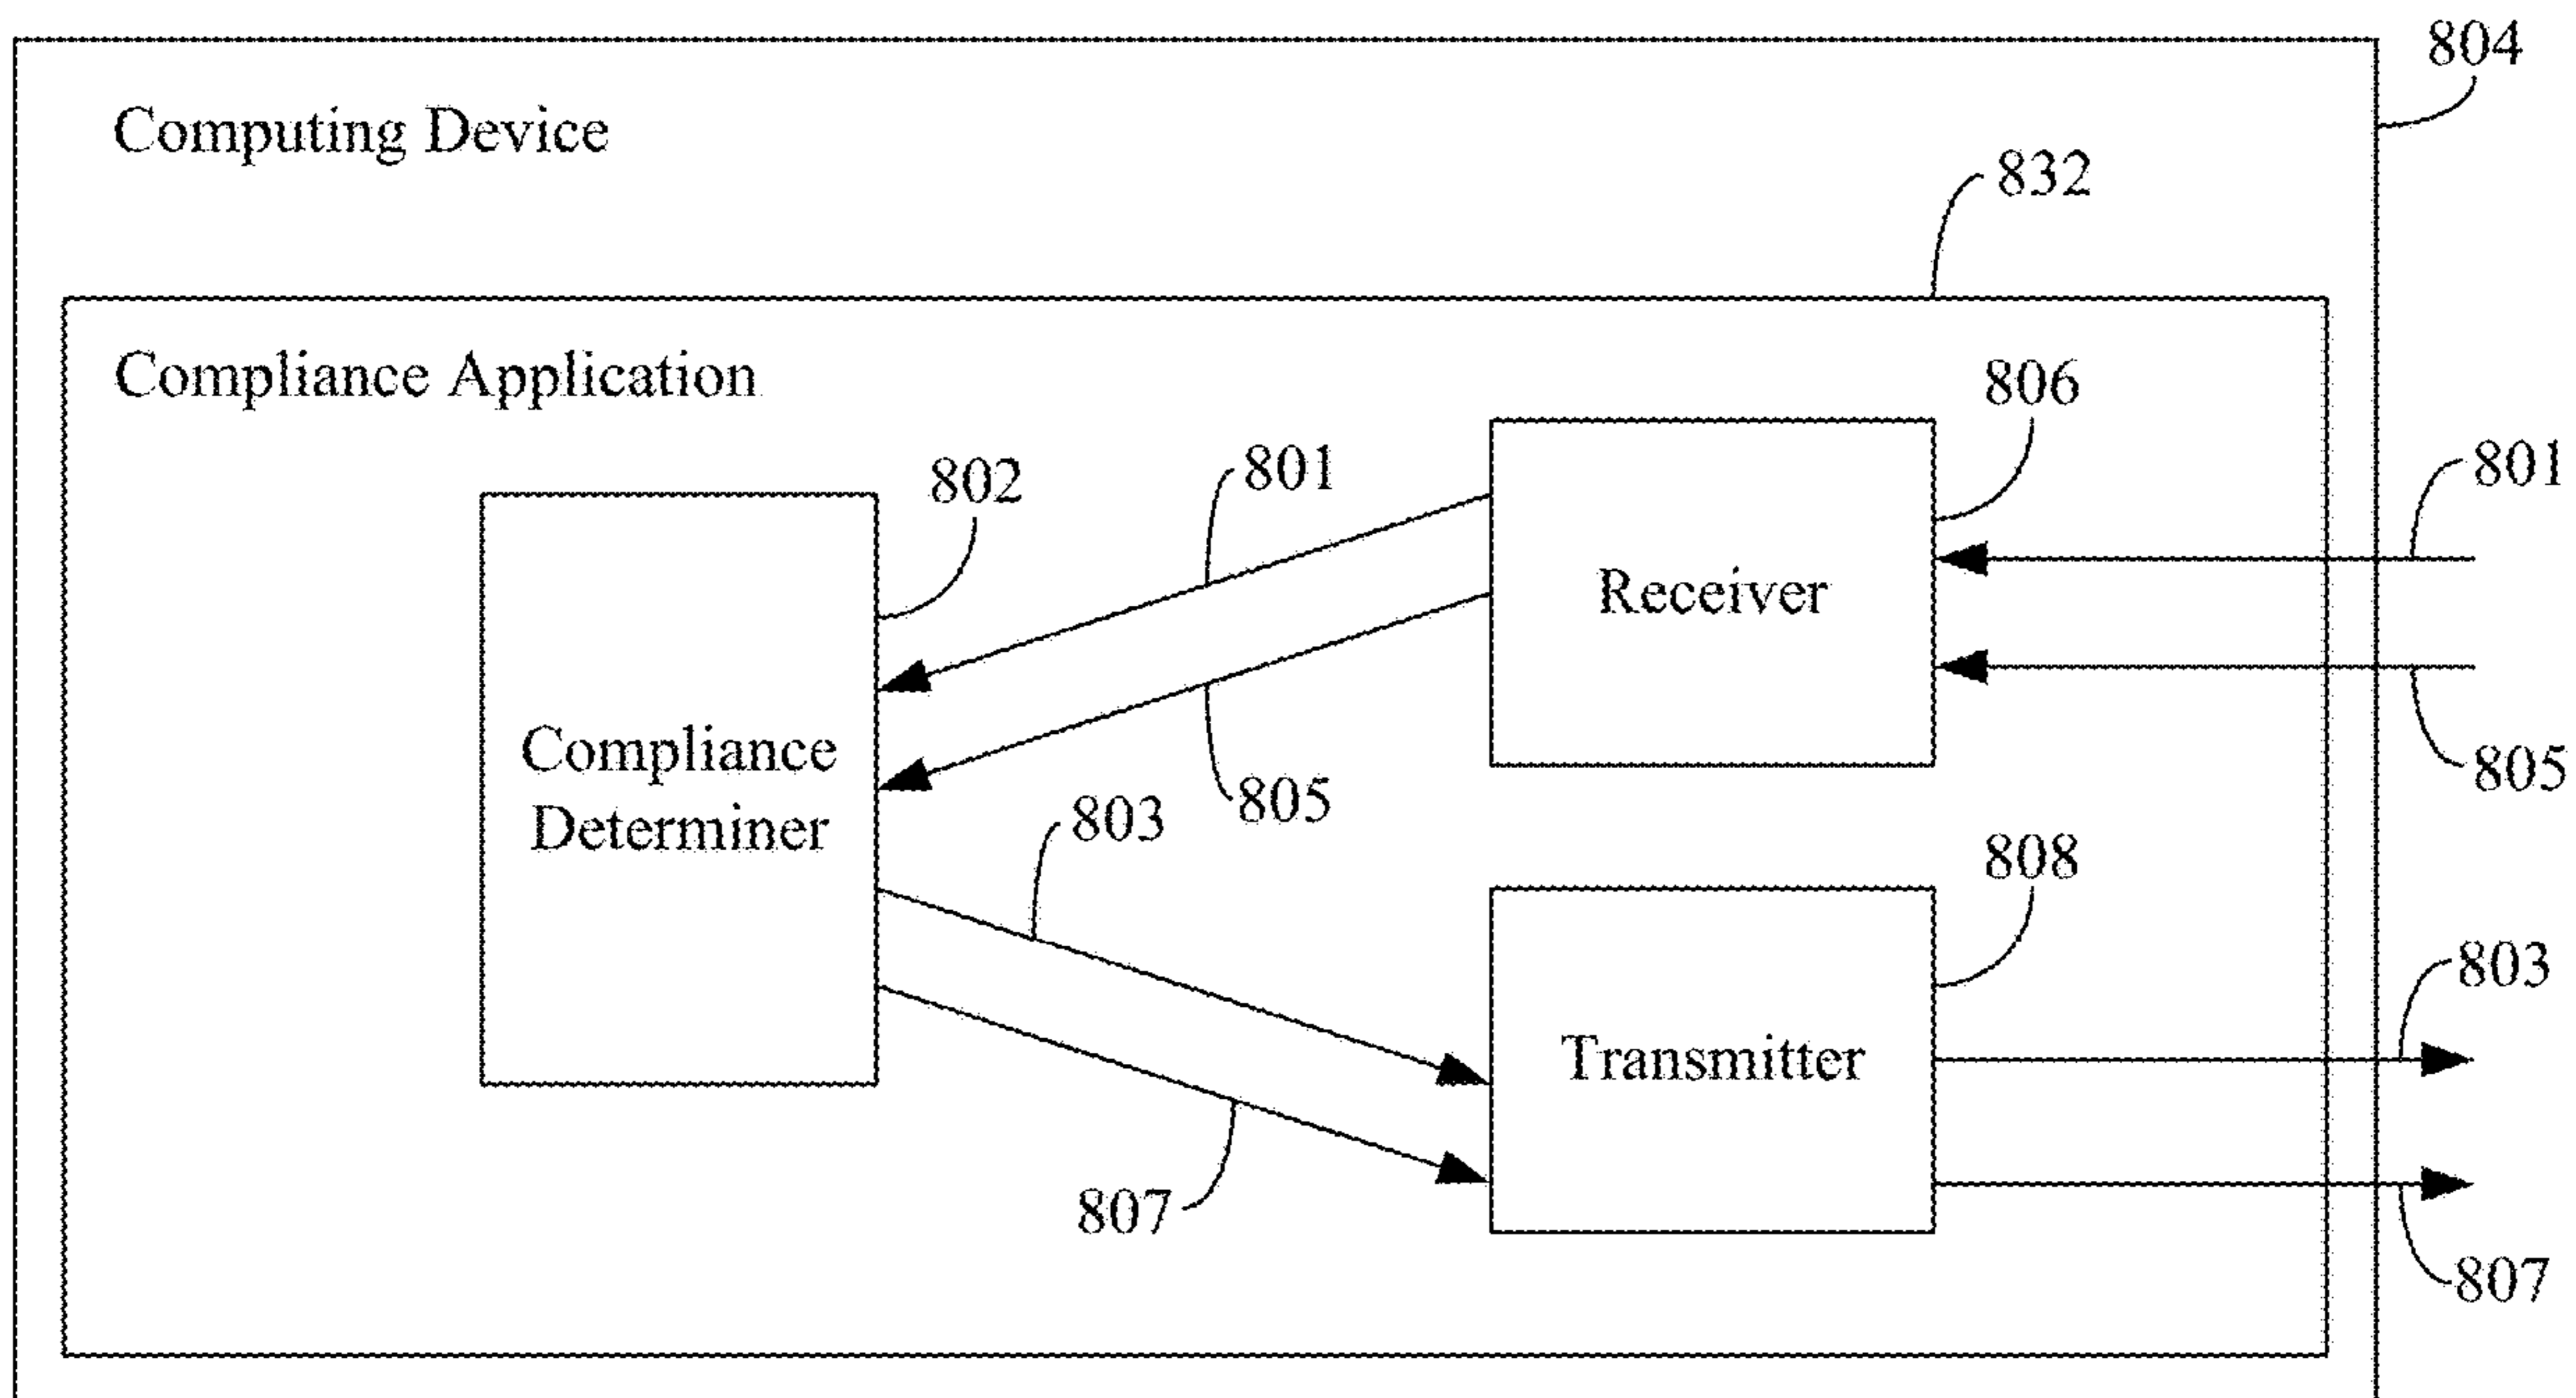 804
Computing Device
832
Compliance Application
806
802
801
801
Receiver
Compliance
Determiner
805
805
803
808
803
Transmitter
807
807